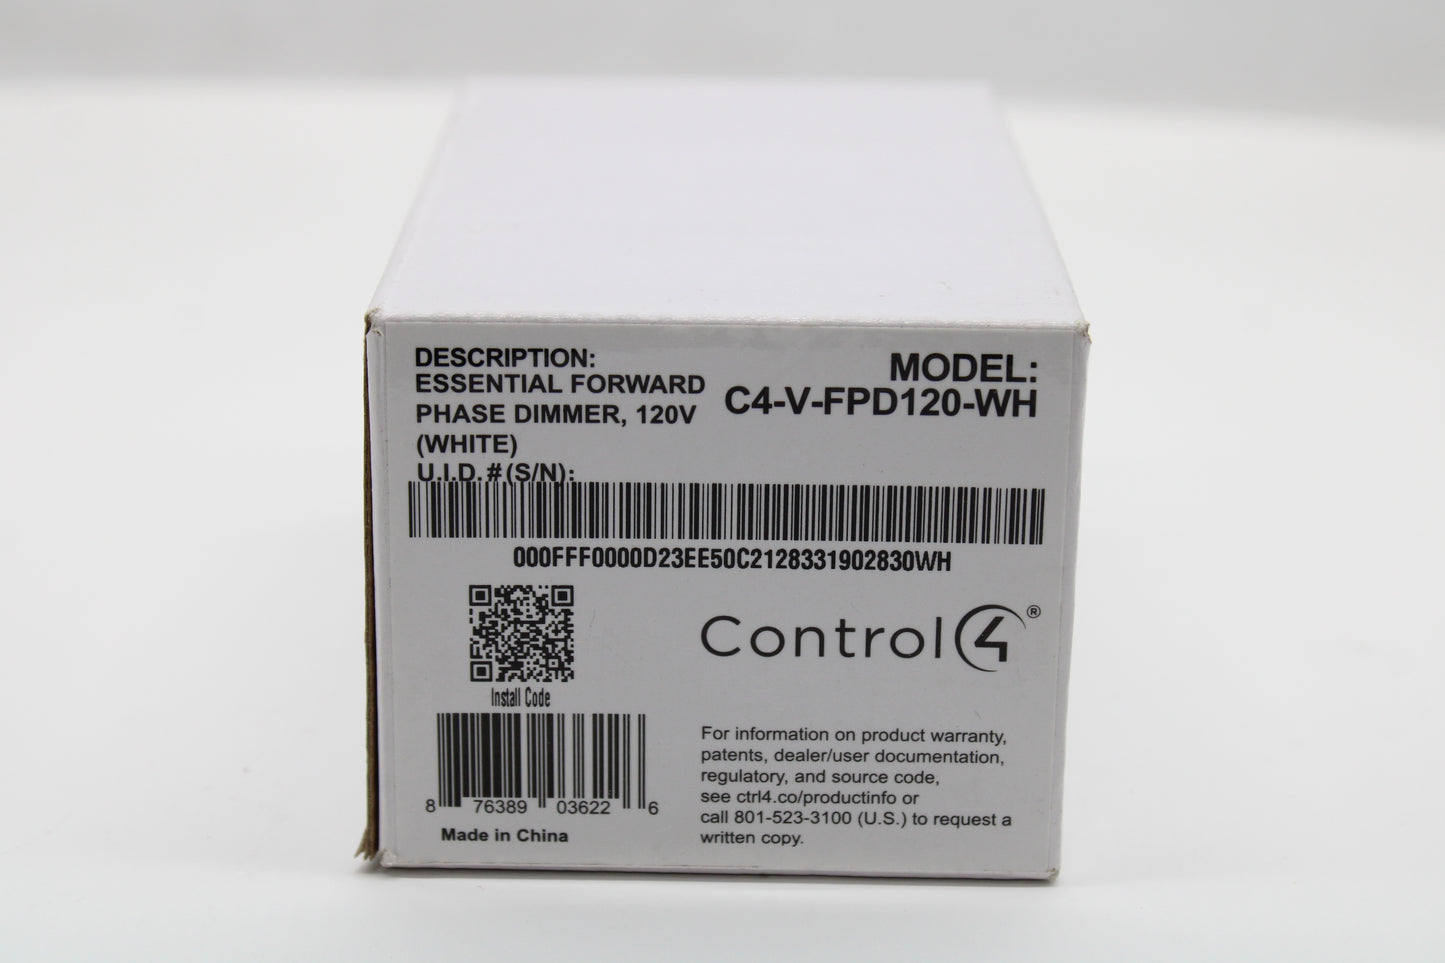 DESCRIPTION:
ESSENTIAL FORWARD
PHASE DIMMER, 120V
(WHITE)
U.I.D.#(S/N):
MODEL:
C4-V-FPD120-WH
000FFF0000D23EE50C2128331902830WH
Install Code
Control4®
8 76389 03622 6
Made in China
For information on product warranty,
patents, dealer/user documentation,
regulatory, and source code,
see ctrl4.co/productinfo or
call 801-523-3100 (U.S.) to request a
written copy.